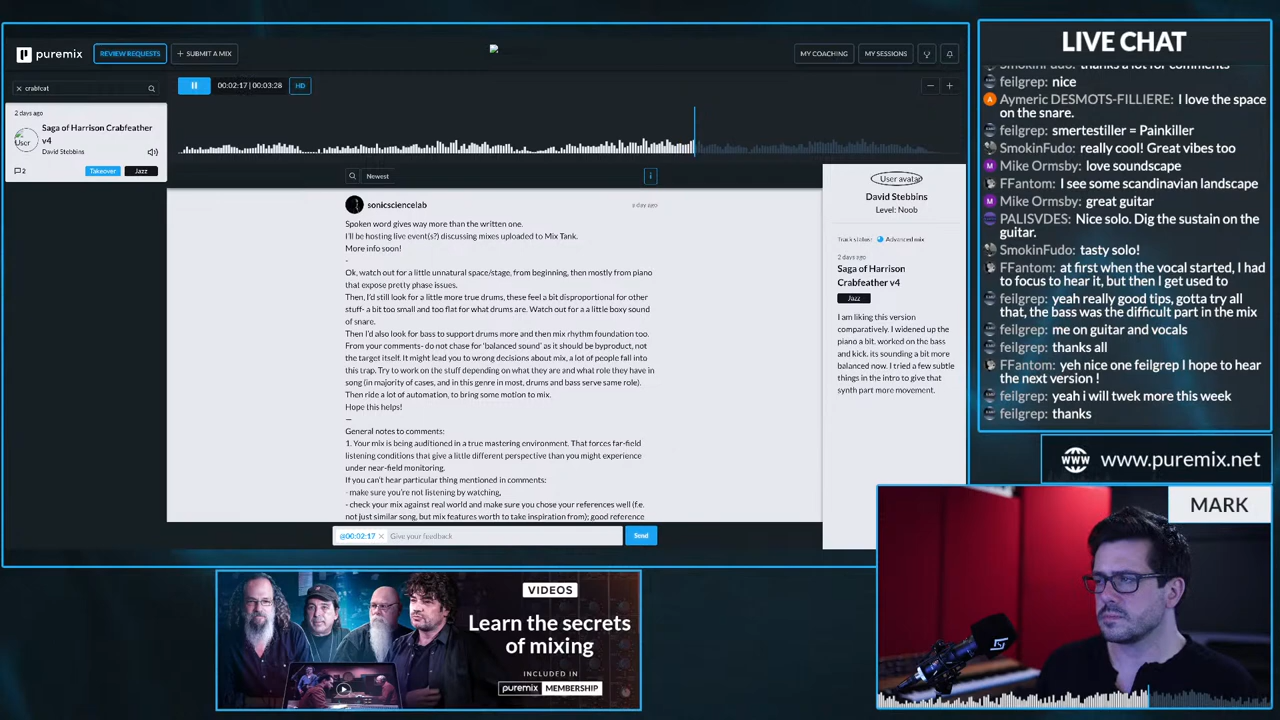 puremix
REVIEW REQUESTS
+ SUBMIT A MIX
MY COACHING
MY SESSIONS
✕ crabfeat
00:02:17 | 00:03:28
HD
2 days ago
User
Saga of Harrison Crabfeather
v4
David Stebbins
2
Takeover
Jazz
Newest
sonicsciencelab
a day ago
Spoken word gives way more than the written one.
I'll be hosting live event(s?) discussing mixes uploaded to Mix Tank.
More info soon!
-
Ok, watch out for a little unnatural space/stage, from beginning, then mostly from piano
that expose pretty phase issues.
Then, I'd still look for a little more true drums, these feel a bit disproportional for other
stuff- a bit too small and too flat for what drums are. Watch out for a a little boxy sound
of snare.
Then I'd also look for bass to support drums more and then mix rhythm foundation too.
From your comments- do not chase for 'balanced sound' as it should be byproduct, not
the target itself. It might lead you to wrong decisions about mix, a lot of people fall into
this trap. Try to work on the stuff depending on what they are and what role they have in
song (in majority of cases, and in this genre in most, drums and bass serve same role).
Then ride a lot of automation, to bring some motion to mix.
Hope this helps!
—
General notes to comments:
1. Your mix is being auditioned in a true mastering environment. That forces far-field
listening conditions that give a little different perspective than you might experience
under near-field monitoring.
If you can't hear particular thing mentioned in comments:
- make sure you're not listening by watching,
- check your mix against real world and make sure you chose your references well (f.e.
not just similar song, but mix features worth to take inspiration from); good reference
@00:02:17 ✕
Give your feedback
Send
User avatar
David Stebbins
Level: Noob
Track status: Advanced mix
2 days ago
Saga of Harrison
Crabfeather v4
Jazz
I am liking this version
comparatively. I widened up the
piano a bit. worked on the bass
and kick. its sounding a bit more
balanced now. I tried a few subtle
things in the intro to give that
synth part more movement.
LIVE CHAT
SmokinFudo: thanks a lot for comments
feilgrep: nice
A
Aymeric DESMOTS-FILLIERE: I love the space
on the snare.
feilgrep: smertestiller = Painkiller
SmokinFudo: really cool! Great vibes too
M
Mike Ormsby: love soundscape
FFantom: I see some scandinavian landscape
M
Mike Ormsby: great guitar
PALISVDES: Nice solo. Dig the sustain on the
guitar.
SmokinFudo: tasty solo!
FFantom: at first when the vocal started, I had
to focus to hear it, but then I get used to
feilgrep: yeah really good tips, gotta try all
that, the bass was the difficult part in the mix
feilgrep: me on guitar and vocals
feilgrep: thanks all
FFantom: yeh nice one feilgrep I hope to hear
the next version !
feilgrep: yeah i will twek more this week
feilgrep: thanks
WWW
www.puremix.net
MARK
VIDEOS
Learn the secrets
of mixing
INCLUDED IN
puremix MEMBERSHIP